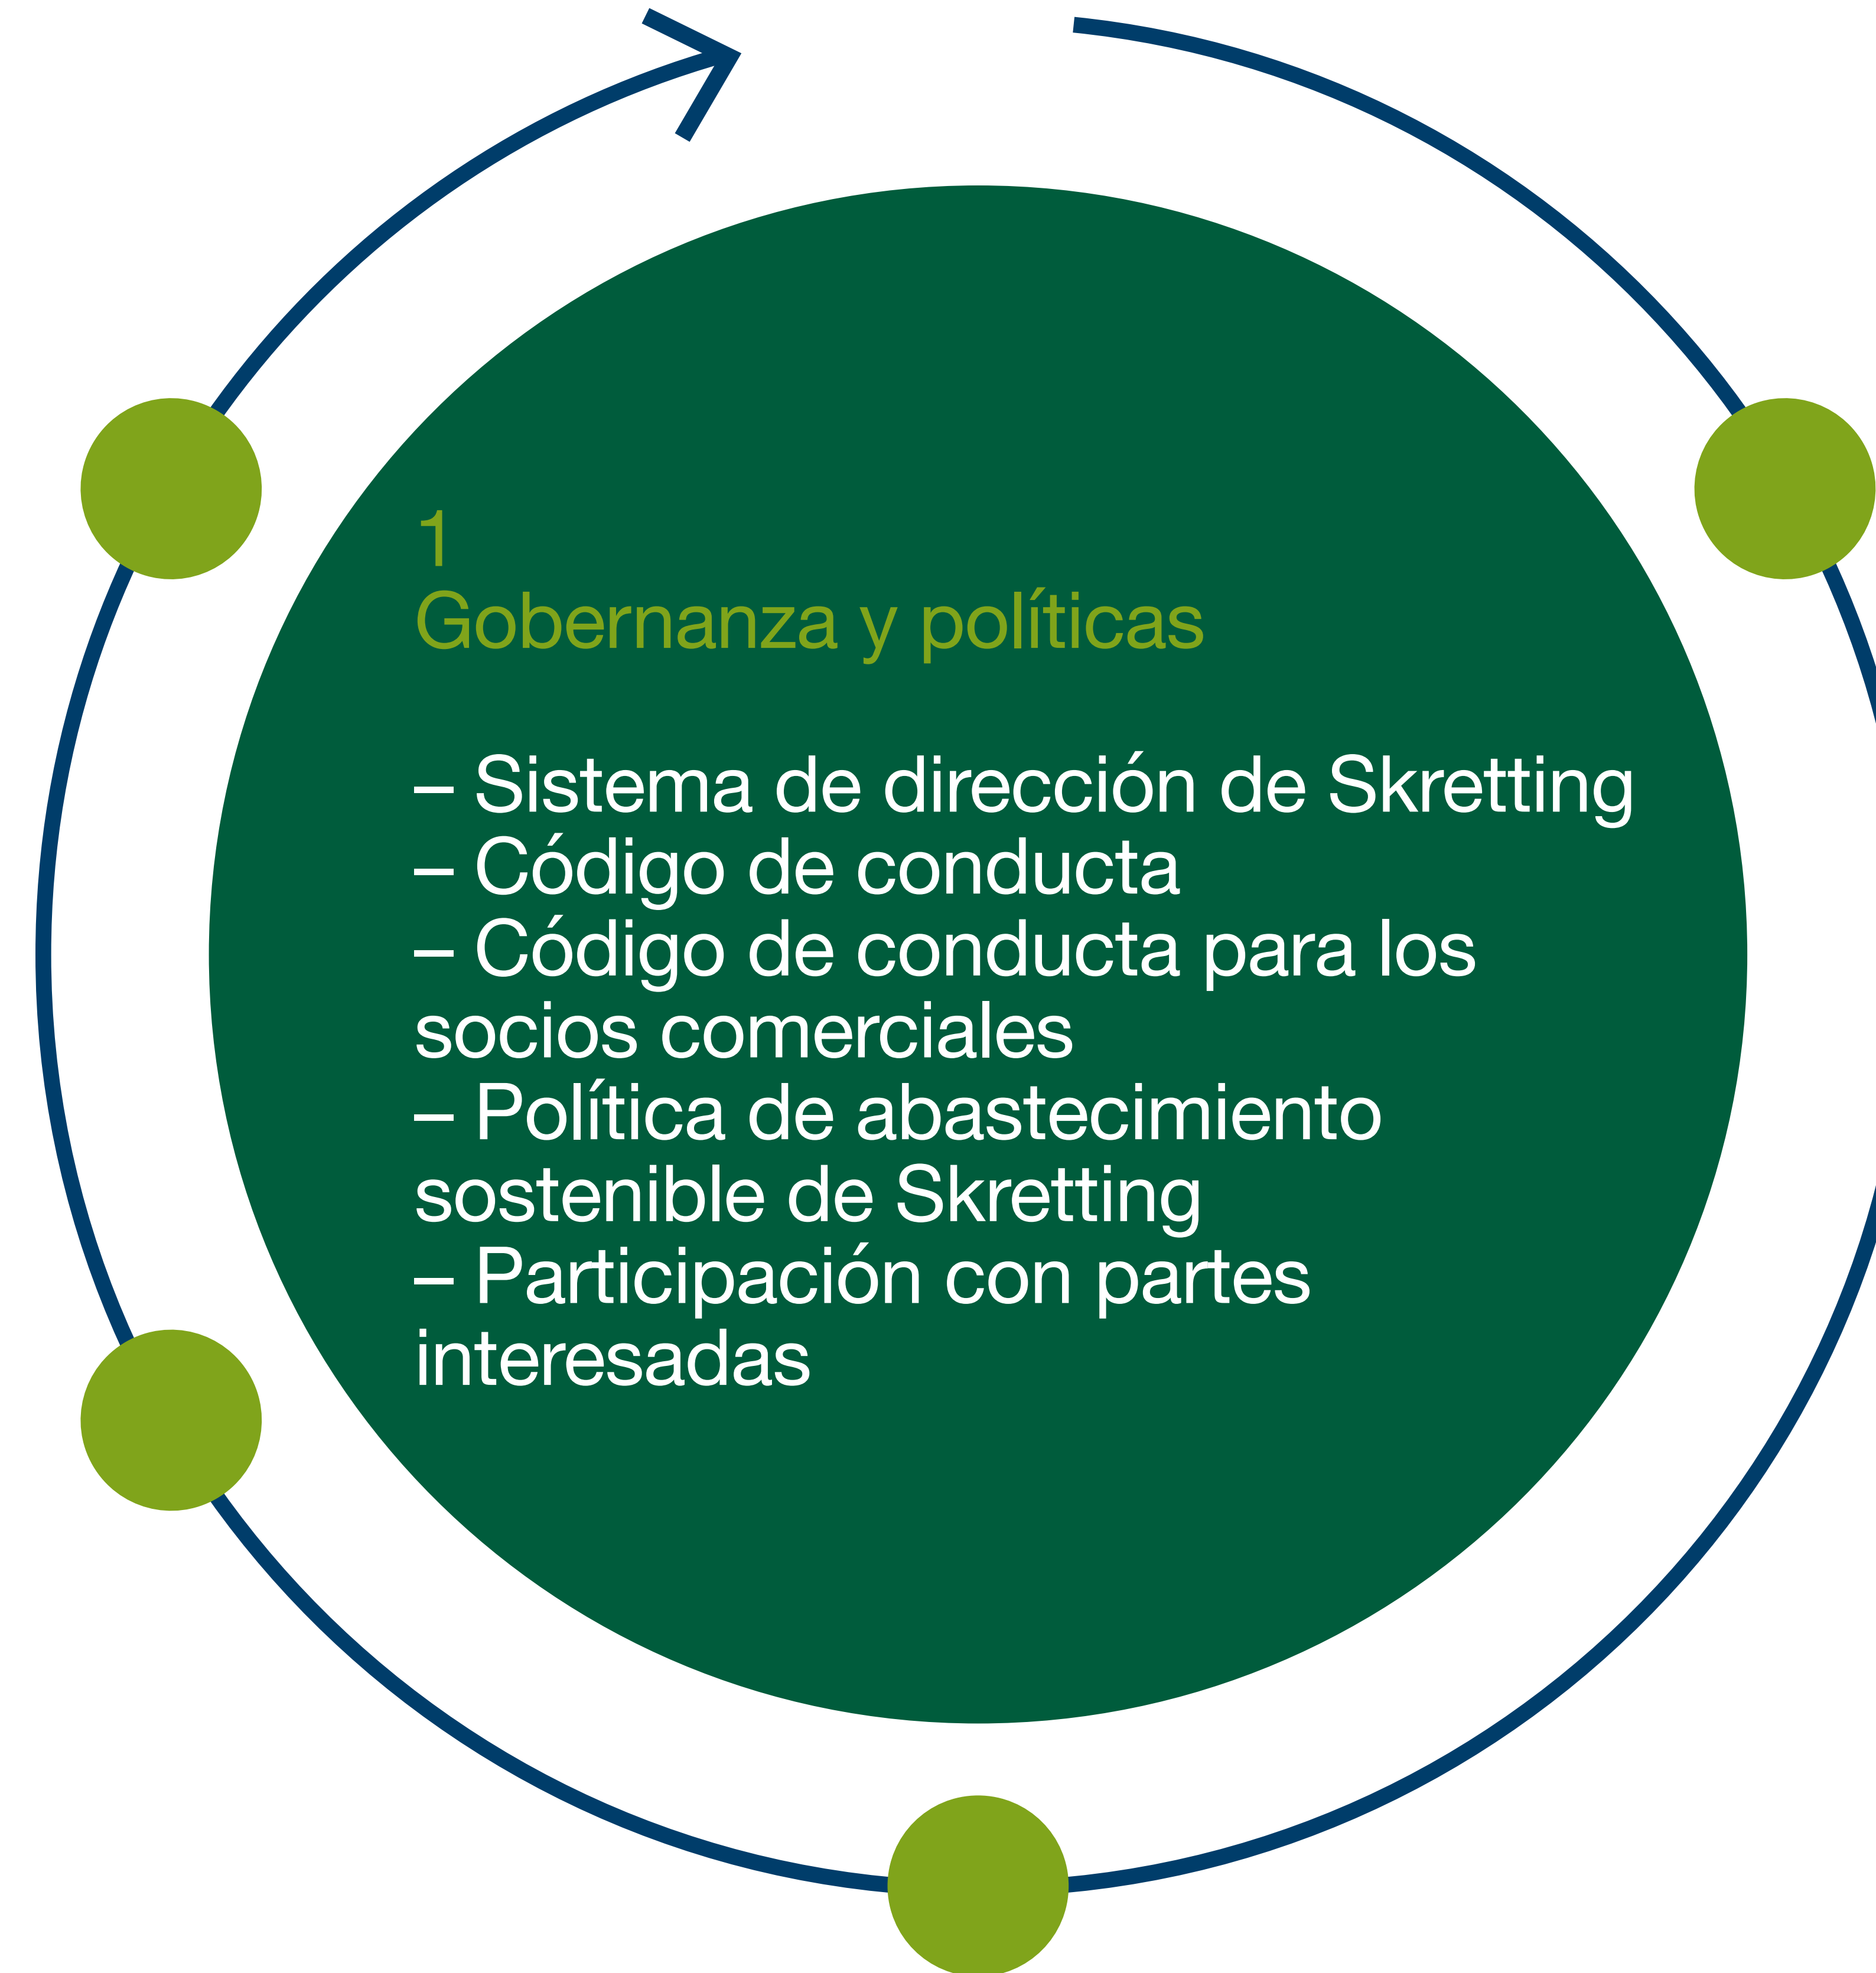 1
Gobernanza y políticas
– Sistema de dirección de Skretting
– Código de conducta
– Código de conducta para los
socios comerciales
– Política de abastecimiento
sostenible de Skretting
– Participación con partes
interesadas